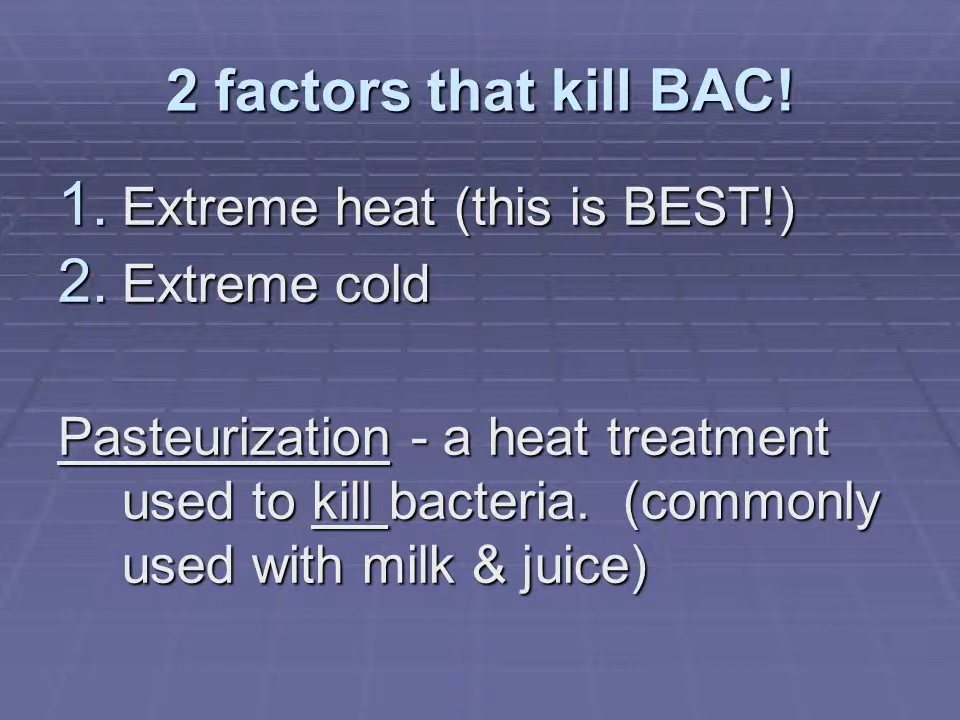 2 factors that kill BAC!
1. Extreme heat (this is BEST!)
2. Extreme cold
Pasteurization - a heat treatment
used to kill bacteria. (commonly
used with milk & juice)